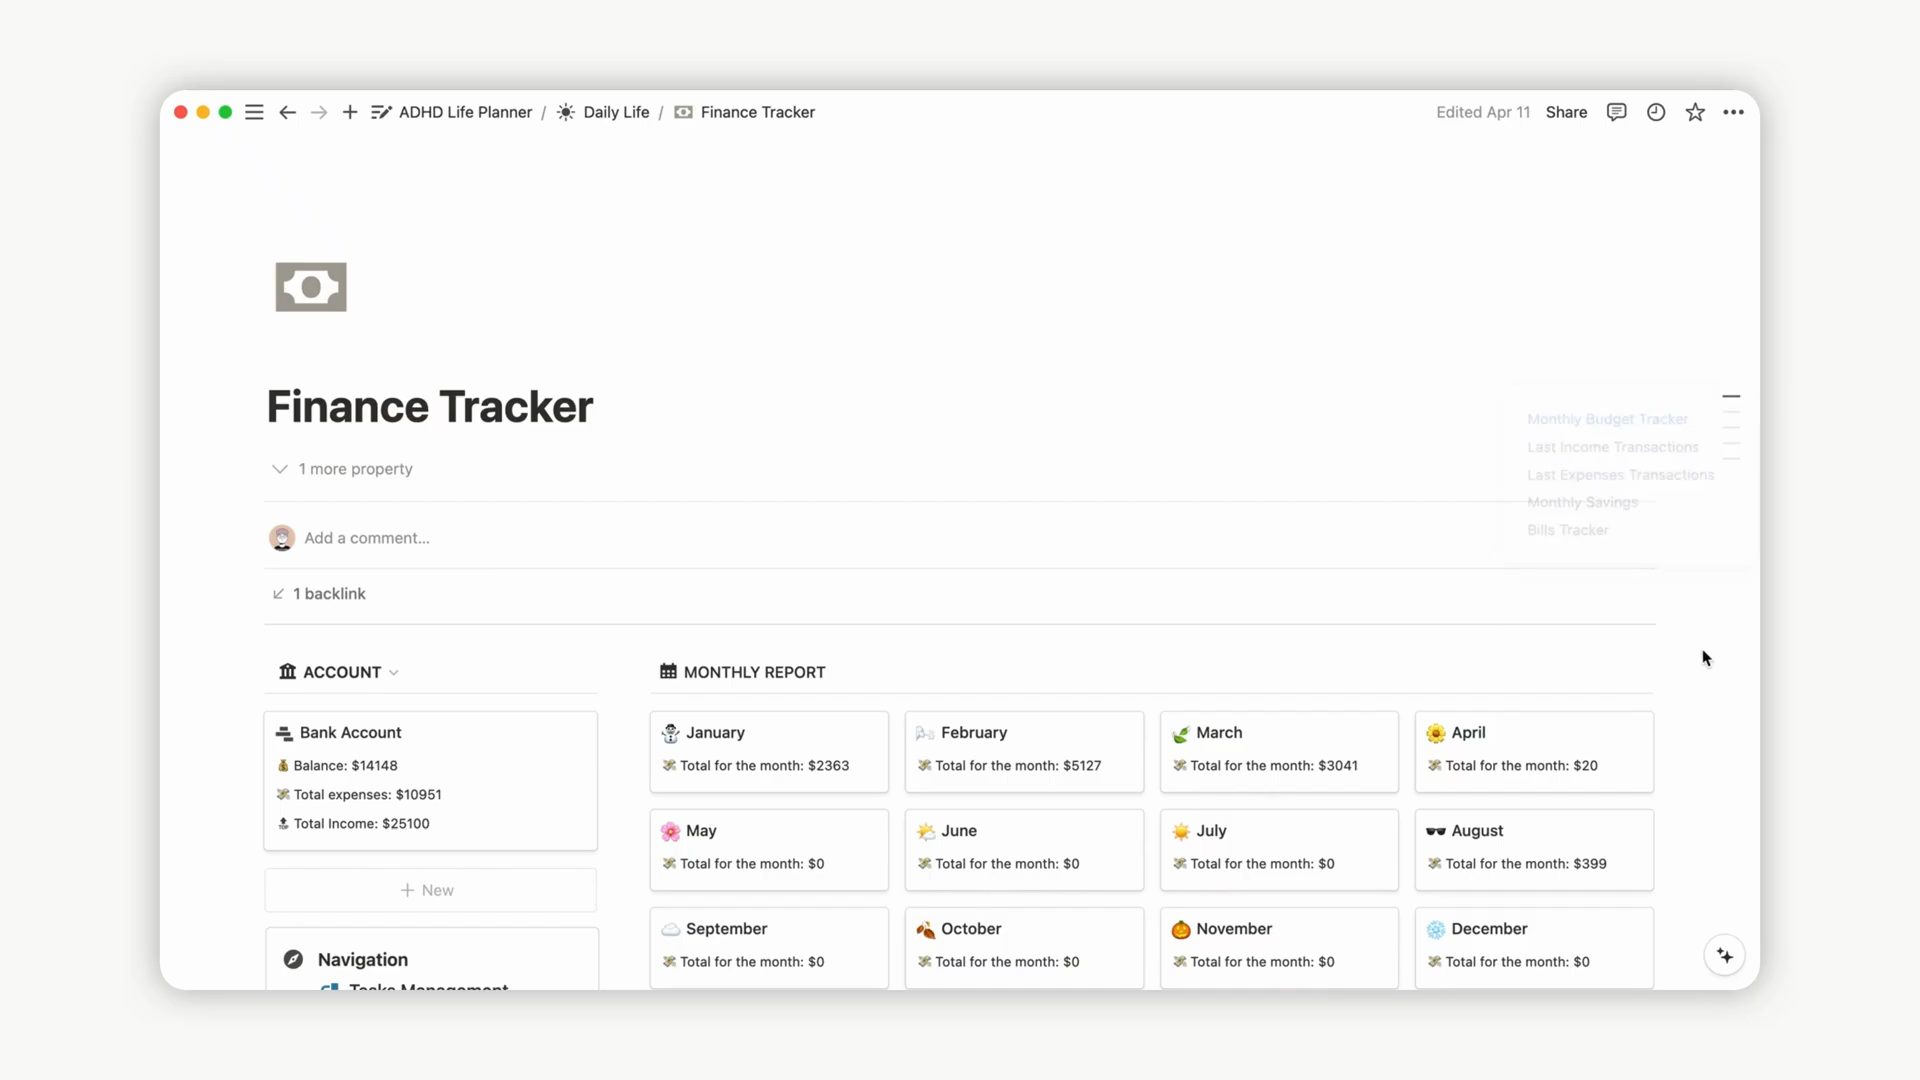 ADHD Life Planner / Daily Life / Finance Tracker
Edited Apr 11 Share
Finance Tracker
1 more property
Add a comment...
1 backlink
Monthly Budget Tracker
Last Income Transactions
Last Expenses Transactions
Monthly Savings
Bills Tracker
ACCOUNT
Bank Account
Balance: $14148
Total expenses: $10951
TOP Total Income: $25100
New
Navigation
Tasks Management
MONTHLY REPORT
January
Total for the month: $2363
February
Total for the month: $5127
March
Total for the month: $3041
April
Total for the month: $20
May
Total for the month: $0
June
Total for the month: $0
July
Total for the month: $0
August
Total for the month: $399
September
Total for the month: $0
October
Total for the month: $0
November
Total for the month: $0
December
Total for the month: $0